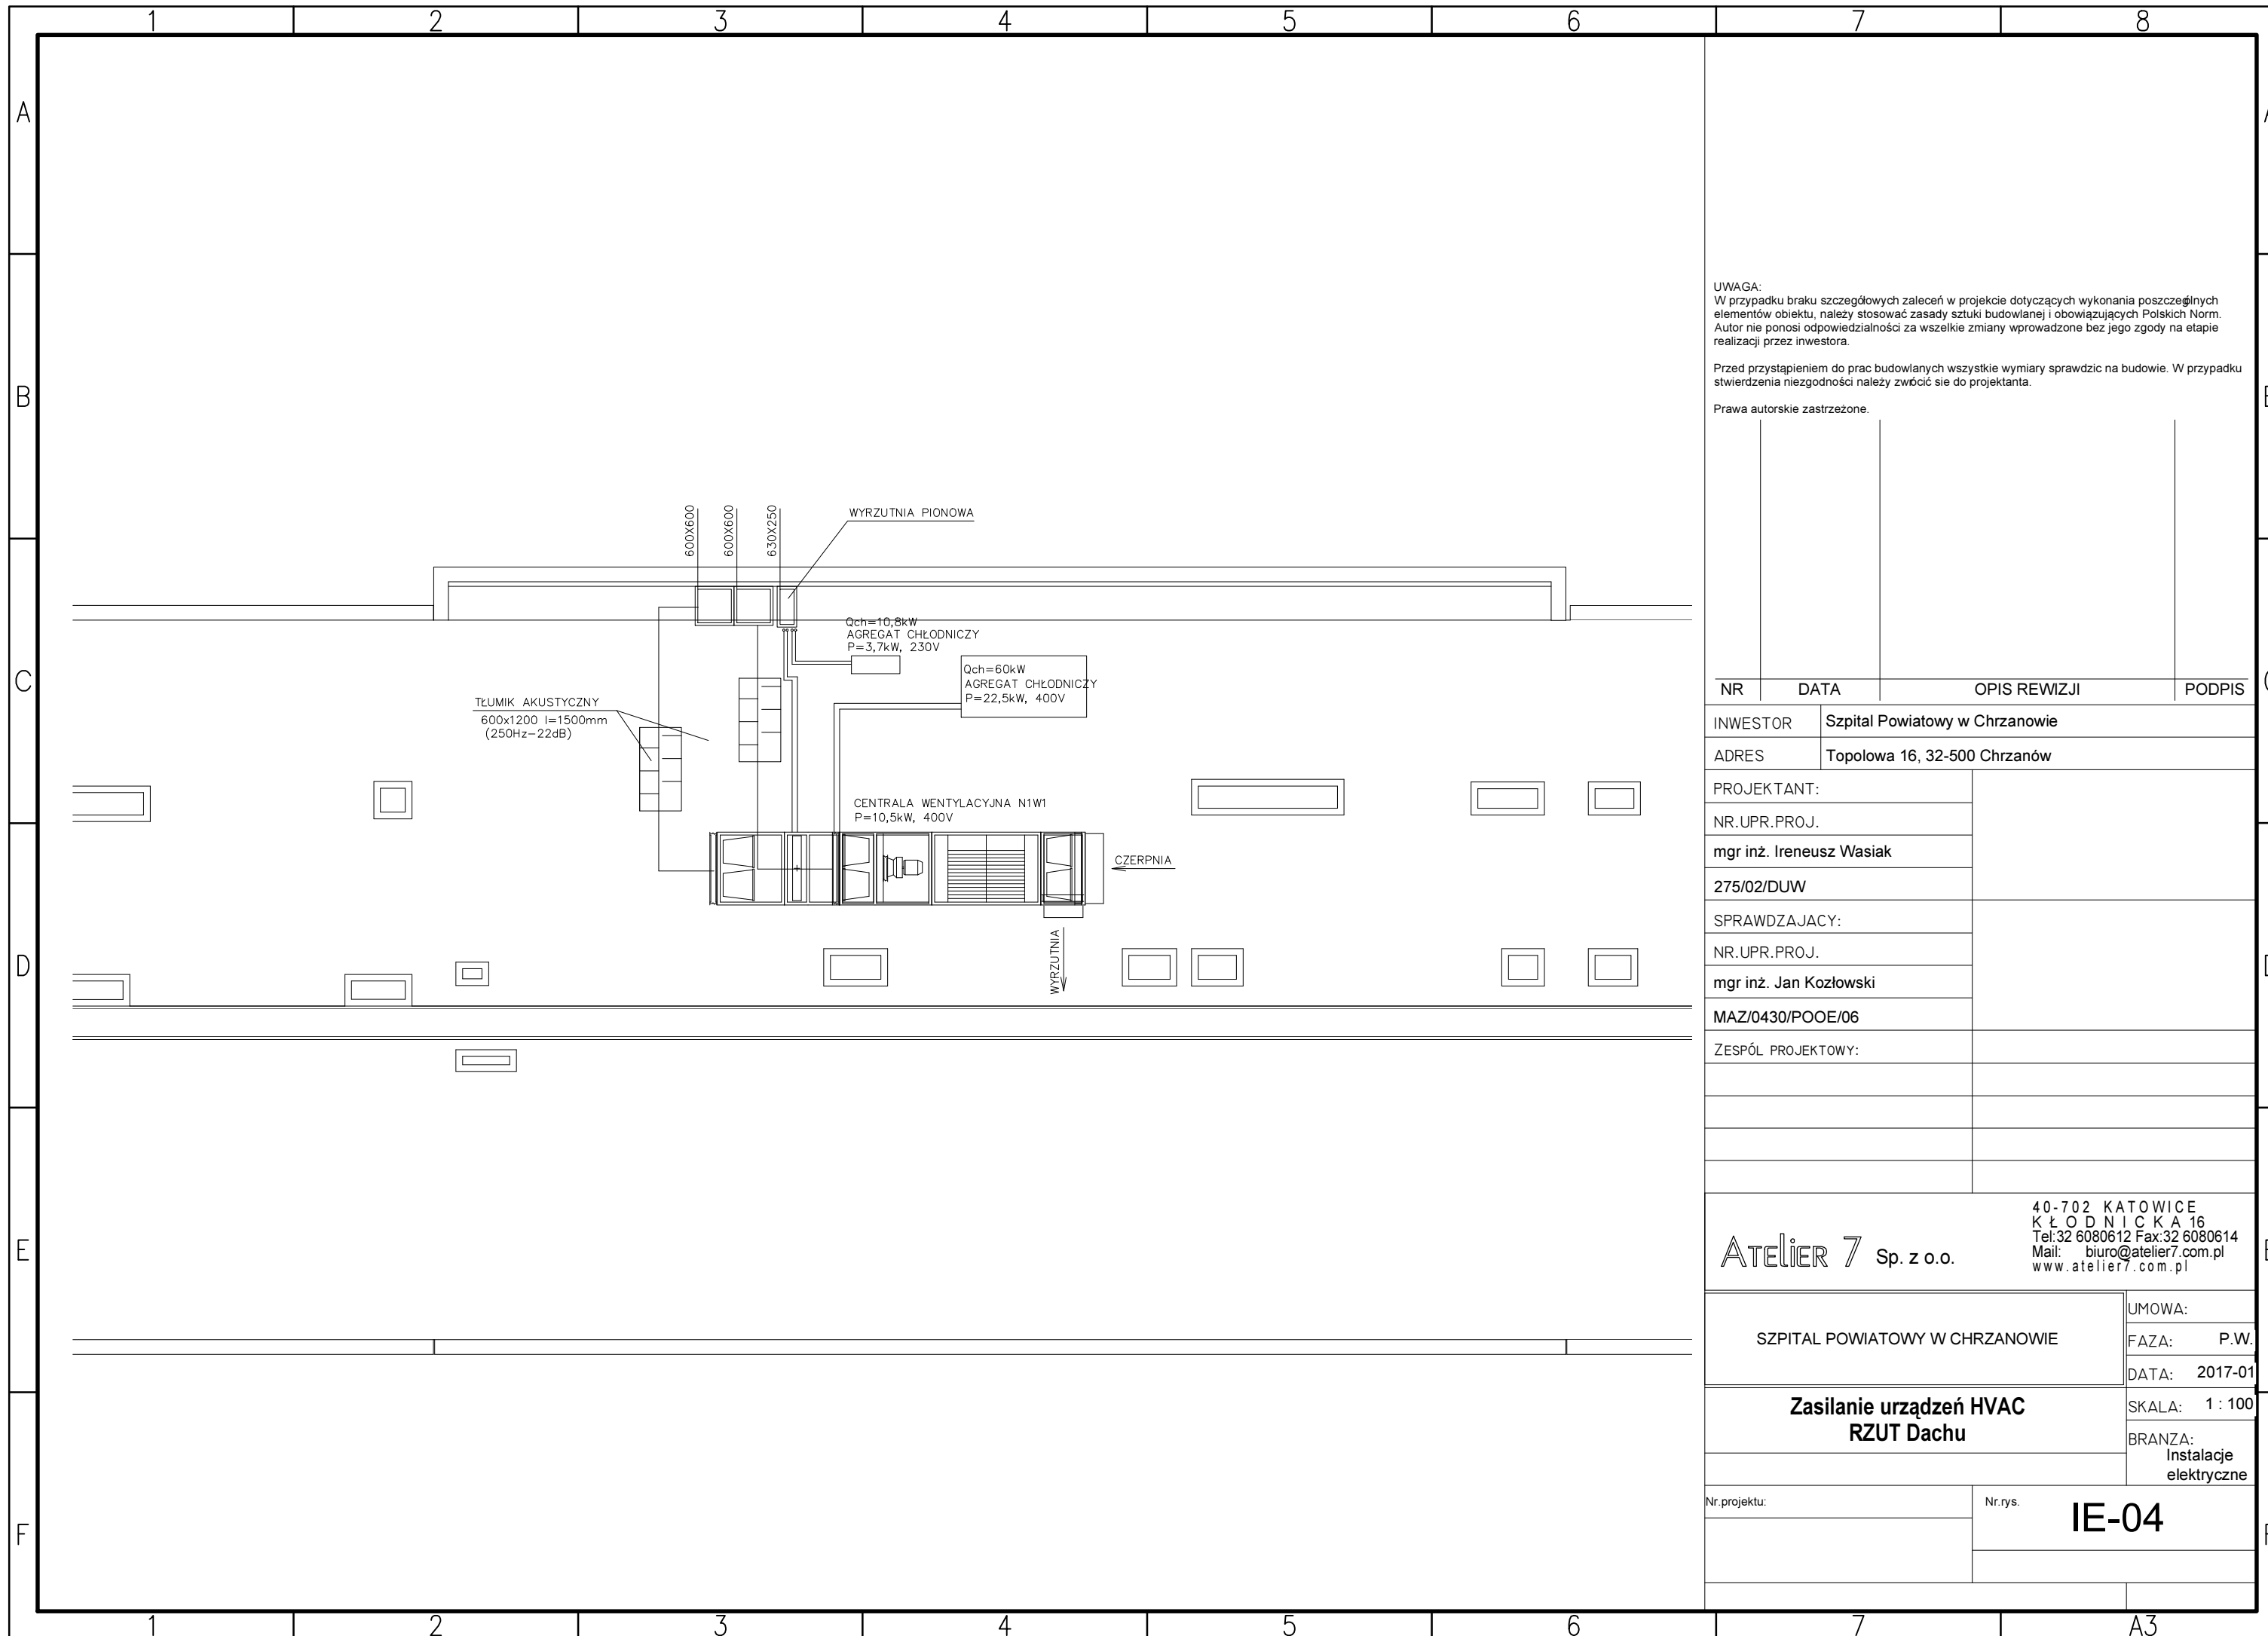 1 2 3 4 5 6 7 8
A
B
C
D
E
F
600X600
600X600
630X250
WYRZUTNIA PIONOWA
Qch=10,8kW
AGREGAT CHŁODNICZY
P=3,7kW, 230V
Qch=60kW
AGREGAT CHŁODNICZY
P=22,5kW, 400V
TŁUMIK AKUSTYCZNY
600x1200 l=1500mm
(250Hz-22dB)
CENTRALA WENTYLACYJNA N1W1
P=10,5kW, 400V
CZERPNIA
WYRZUTNIA
UWAGA:
W przypadku braku szczegółowych zaleceń w projekcie dotyczących wykonania poszczególnych
elementów obiektu, należy stosować zasady sztuki budowlanej i obowiązujących Polskich Norm.
Autor nie ponosi odpowiedzialności za wszelkie zmiany wprowadzone bez jego zgody na etapie
realizacji przez inwestora.
Przed przystąpieniem do prac budowlanych wszystkie wymiary sprawdzic na budowie. W przypadku
stwierdzenia niezgodności należy zwrócić sie do projektanta.
Prawa autorskie zastrzeżone.
NR DATA OPIS REWIZJI PODPIS
INWESTOR Szpital Powiatowy w Chrzanowie
ADRES Topolowa 16, 32-500 Chrzanów
PROJEKTANT:
NR.UPR.PROJ.
mgr inż. Ireneusz Wasiak
275/02/DUW
SPRAWDZAJACY:
NR.UPR.PROJ.
mgr inż. Jan Kozłowski
MAZ/0430/POOE/06
ZESPÓL PROJEKTOWY:
ATELIER 7 Sp. z o.o.
40-702 KATOWICE
KŁODNICKA 16
Tel:32 6080612 Fax:32 6080614
Mail: biuro@atelier7.com.pl
www.atelier7.com.pl
SZPITAL POWIATOWY W CHRZANOWIE
UMOWA:
FAZA: P.W.
DATA: 2017-01
Zasilanie urządzeń HVAC
RZUT Dachu
SKALA: 1 : 100
BRANZA:
Instalacje
elektryczne
Nr.projektu:
Nr.rys. IE-04
1 2 3 4 5 6 7 A3